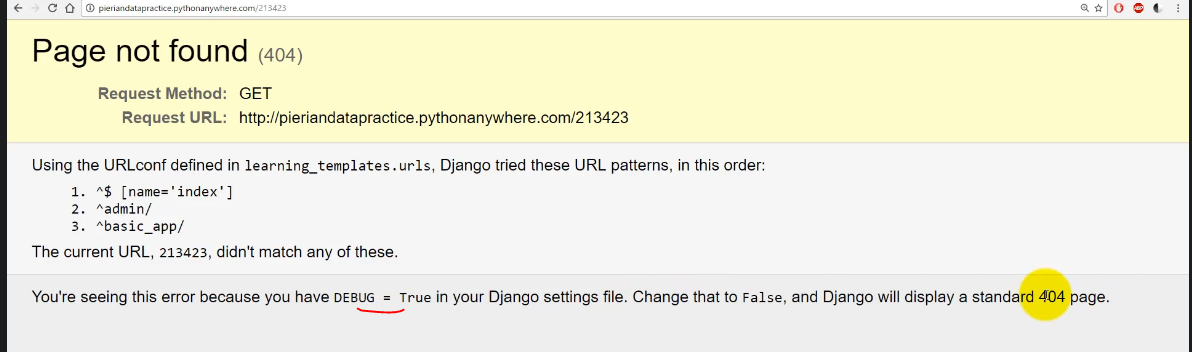 pieriandatapractice.pythonanywhere.com/213423
Page not found (404)
Request Method: GET
Request URL: http://pieriandatapractice.pythonanywhere.com/213423
Using the URLconf defined in learning_templates.urls, Django tried these URL patterns, in this order:
1. ^$ [name='index']
2. ^admin/
3. ^basic_app/
The current URL, 213423, didn't match any of these.
You're seeing this error because you have DEBUG = True in your Django settings file. Change that to False, and Django will display a standard 404 page.